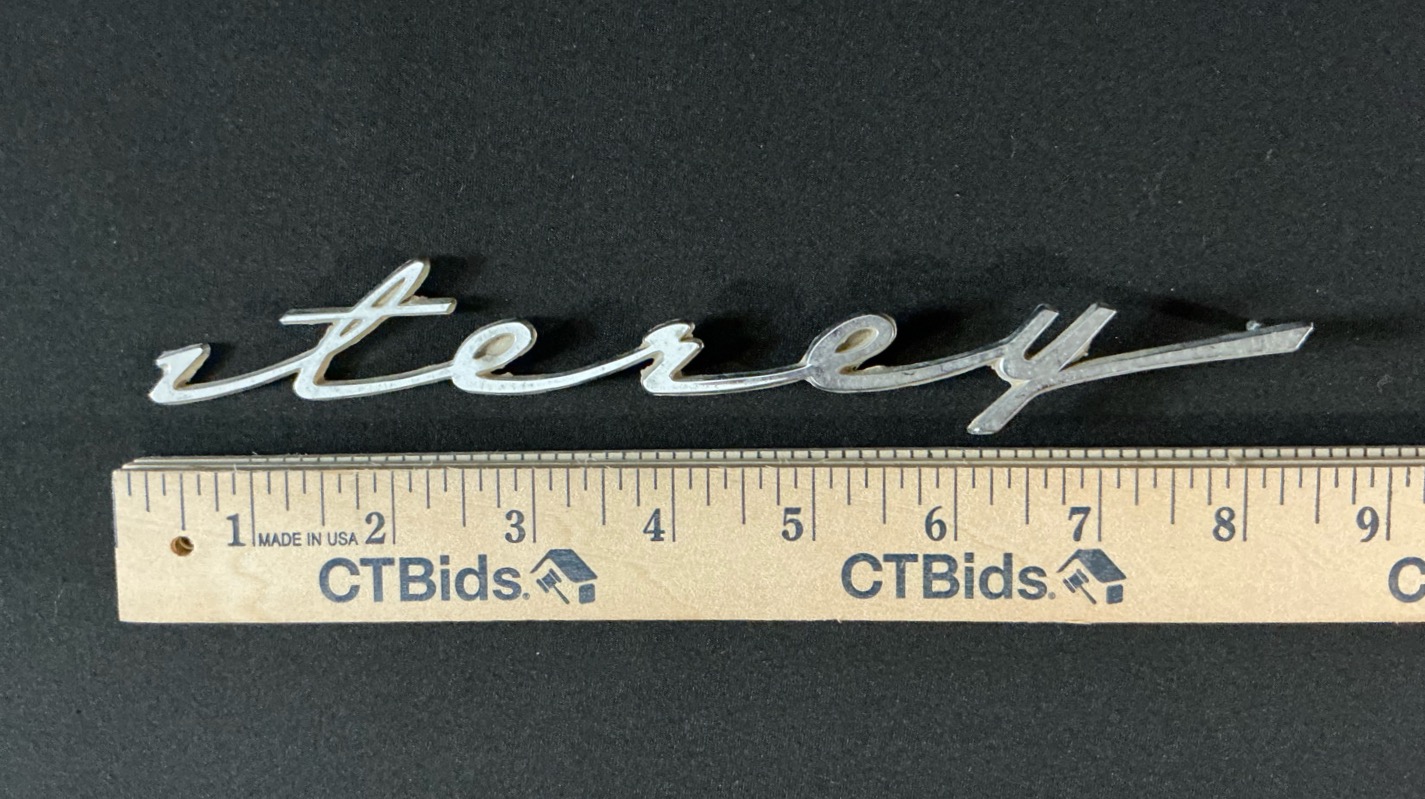 terey
1 MADE IN USA 2 3 4 5 6 7 8 9
CTBids. CTBids. C